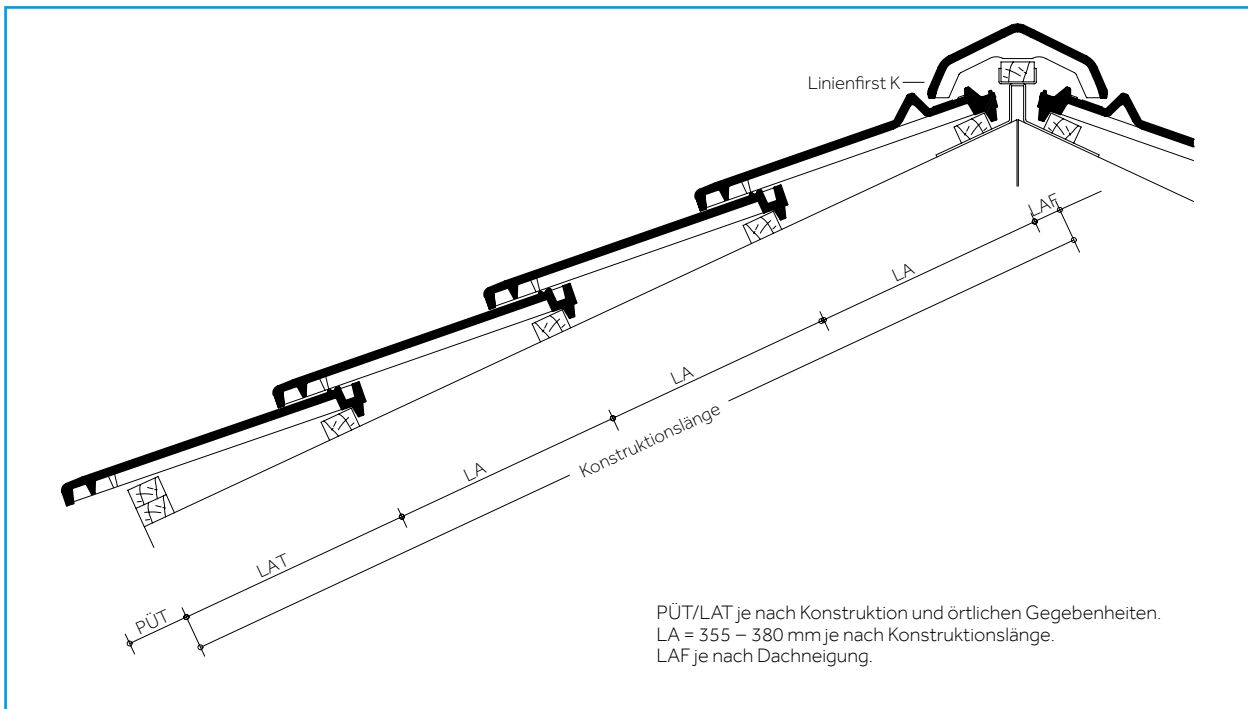 Linienfirst K
LAF
LA
LA
Konstruktionslänge
LA
LAT
PÜT
PÜT/LAT je nach Konstruktion und örtlichen Gegebenheiten.
LA = 355 – 380 mm je nach Konstruktionslänge.
LAF je nach Dachneigung.